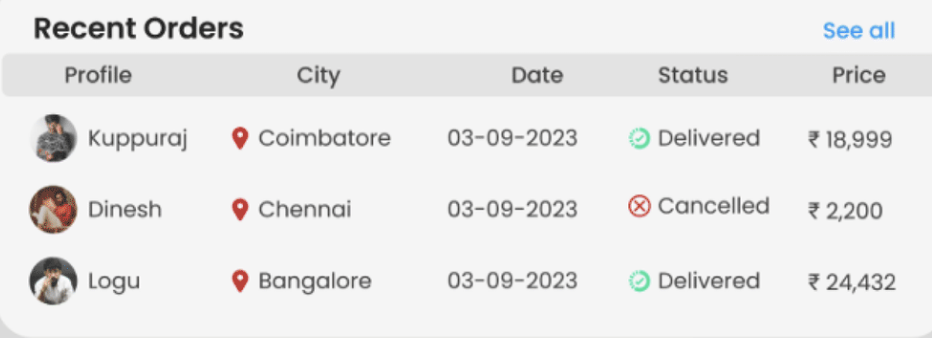 Recent Orders See all
Profile City Date Status Price
Kuppuraj Coimbatore 03-09-2023 Delivered ₹ 18,999
Dinesh Chennai 03-09-2023 Cancelled ₹ 2,200
Logu Bangalore 03-09-2023 Delivered ₹ 24,432